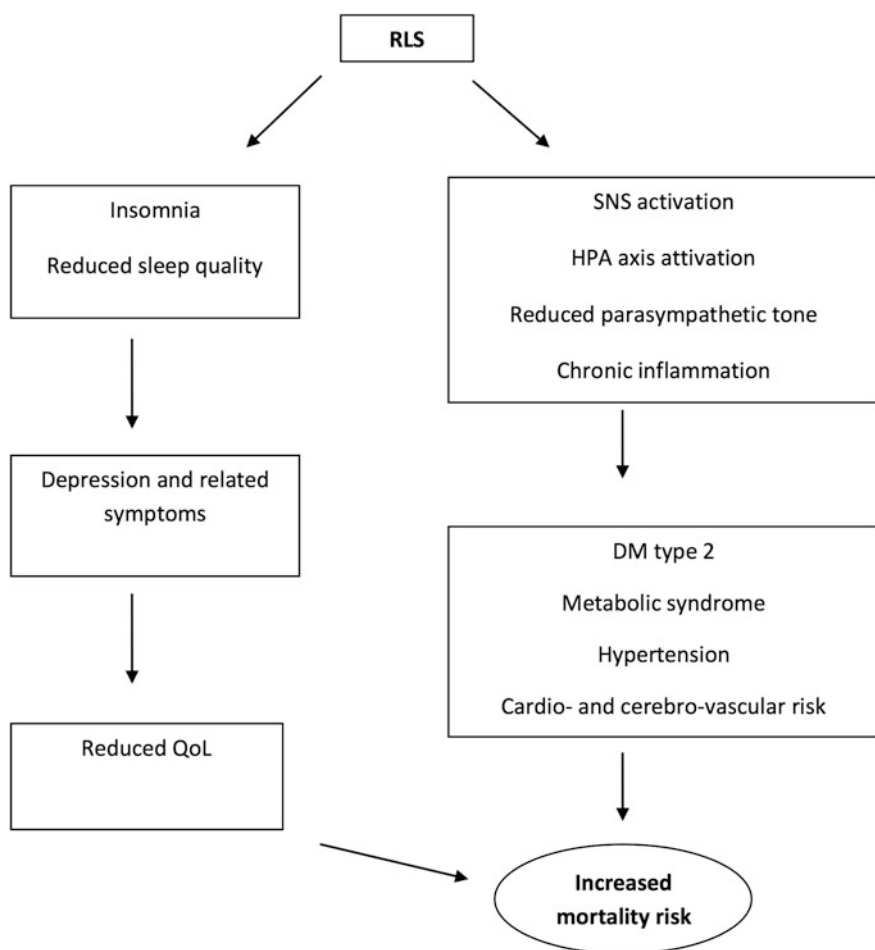 RLS
Insomnia
Reduced sleep quality
SNS activation
HPA axis attivation
Reduced parasympathetic tone
Chronic inflammation
Depression and related
symptoms
DM type 2
Metabolic syndrome
Hypertension
Cardio- and cerebro-vascular risk
Reduced QoL
Increased
mortality risk